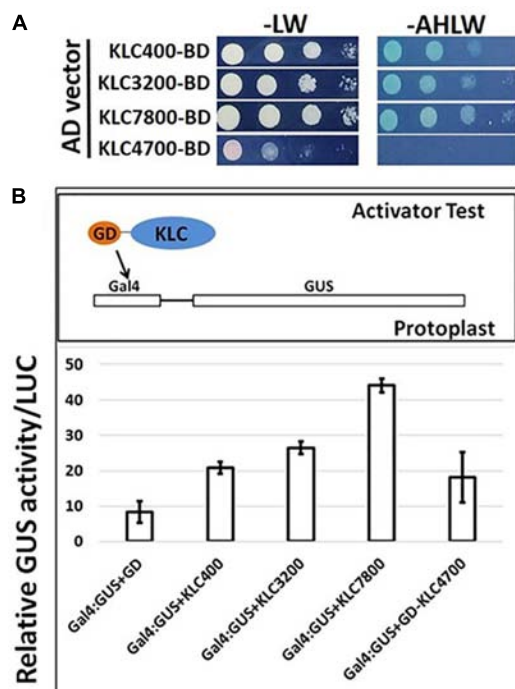 A
-LW
-AHLW
AD vector
KLC400-BD
KLC3200-BD
KLC7800-BD
KLC4700-BD
B
Activator Test
GD
KLC
Gal4
GUS
Protoplast
Relative GUS activity/LUC
50
40
30
20
10
0
Gal4:GUS+GD
Gal4:GUS+KLC400
Gal4:GUS+KLC3200
Gal4:GUS+KLC7800
Gal4:GUS+GD-KLC4700